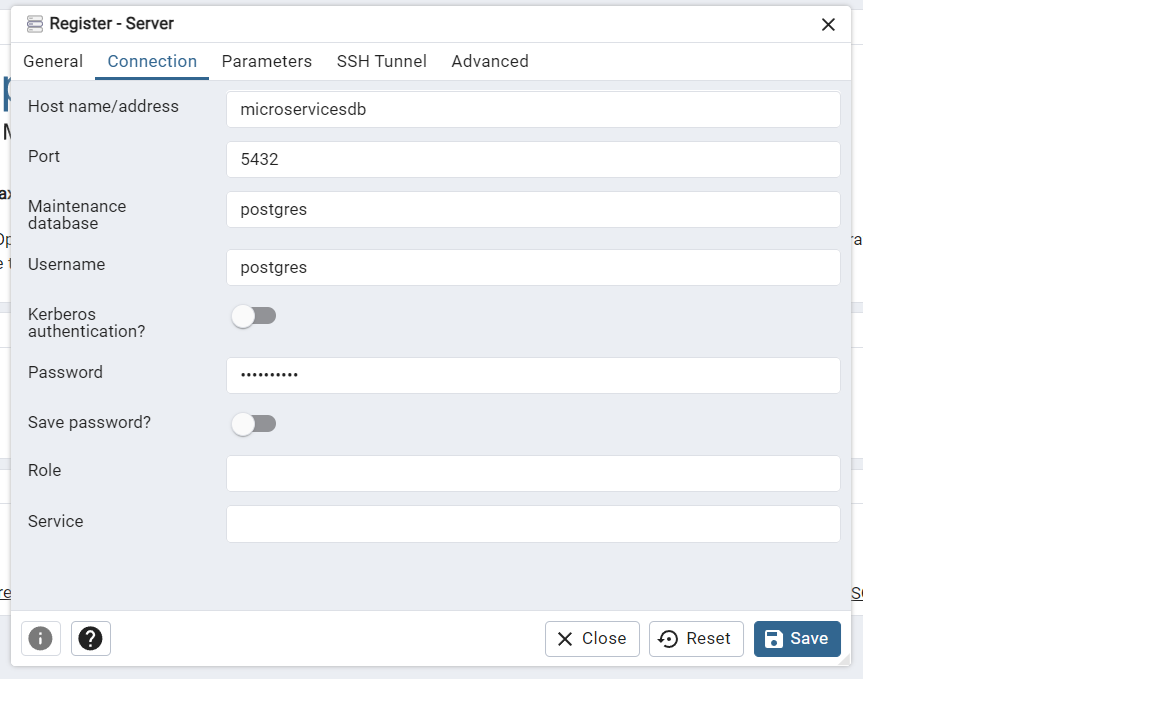 Register - Server
General Connection Parameters SSH Tunnel Advanced
Host name/address microservicesdb
Port 5432
Maintenance
database
postgres
Username postgres
Kerberos
authentication?
Password ••••••••••
Save password?
Role
Service
Close Reset Save